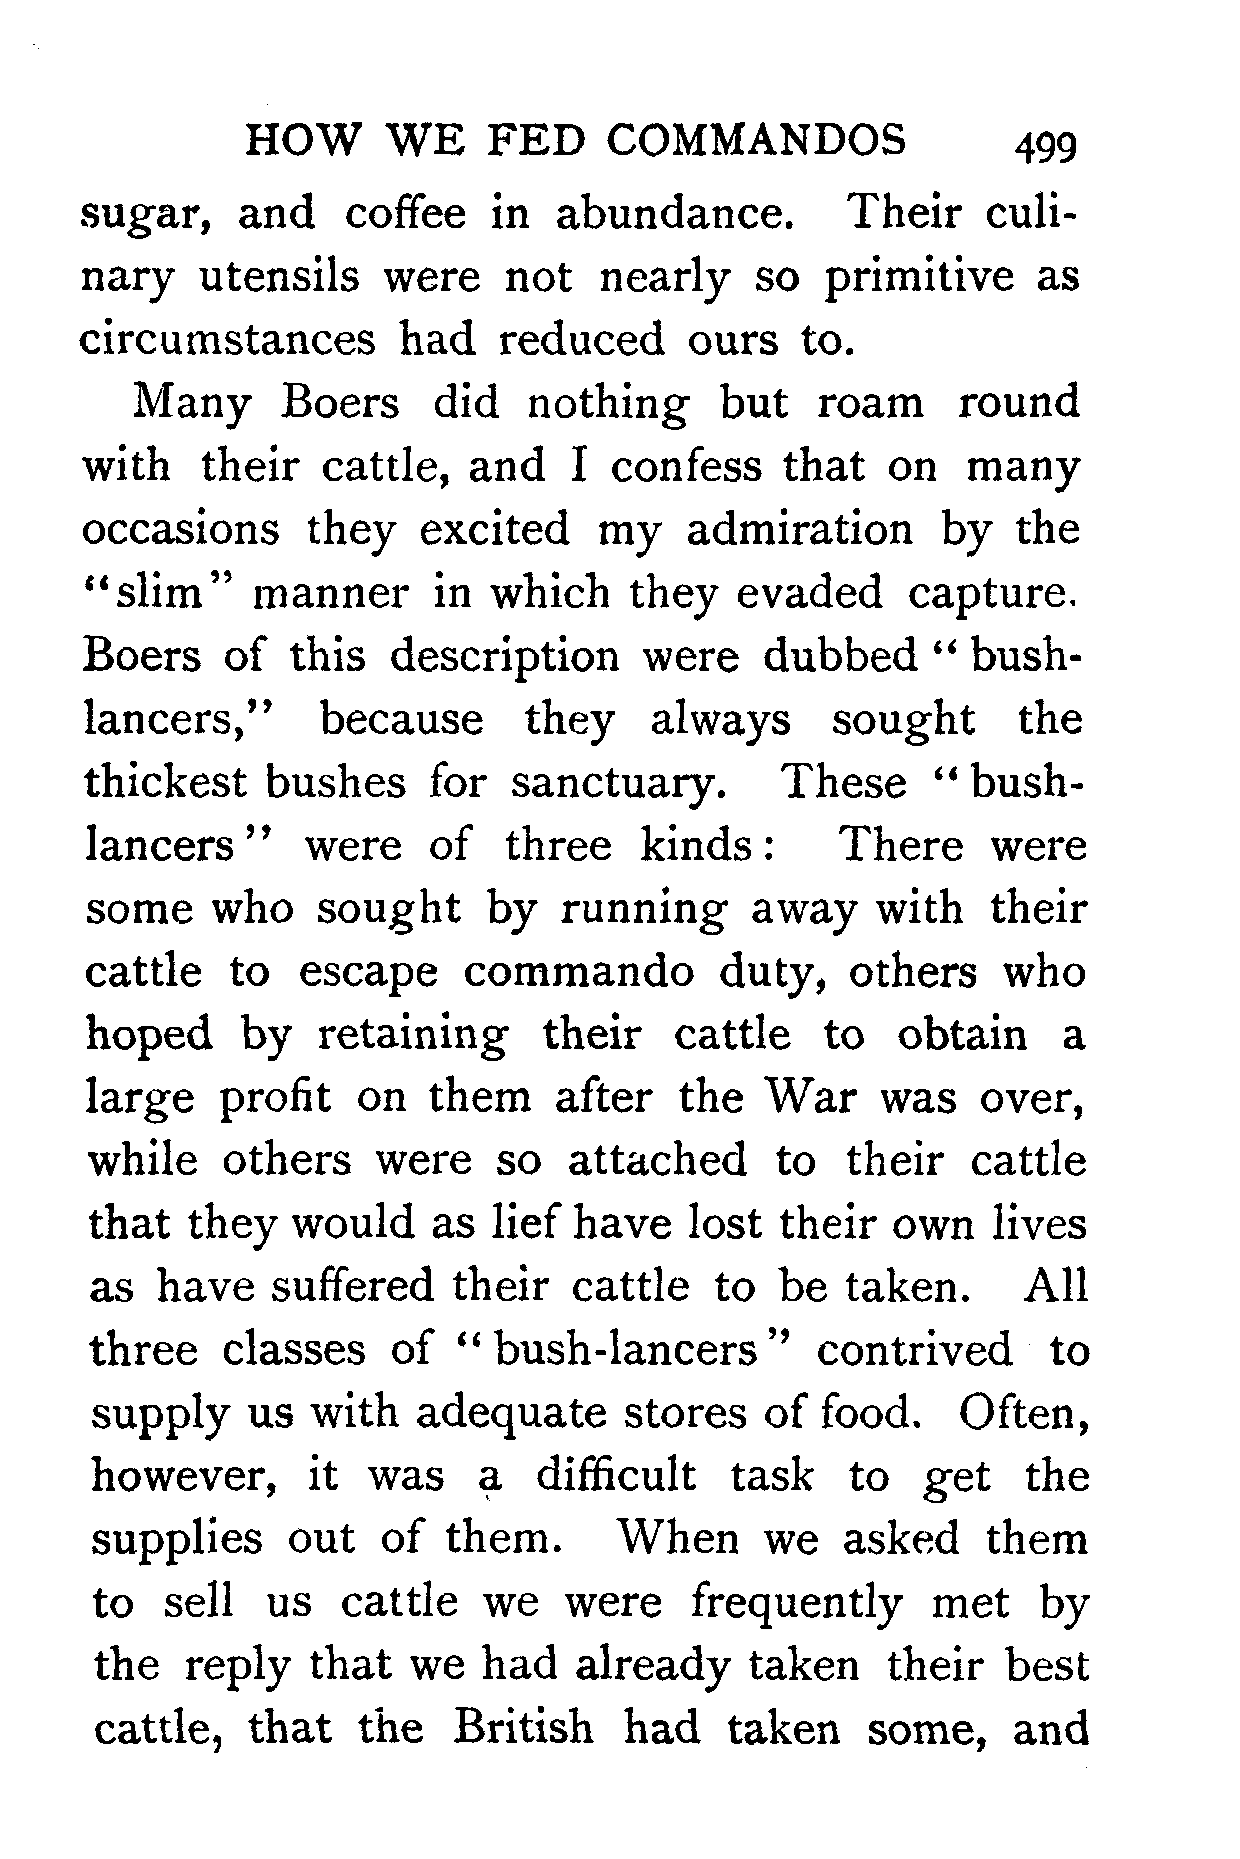 HOW WE FED COMMANDOS 499
sugar, and coffee in abundance. Their culi-
nary utensils were not nearly so primitive as
circumstances had reduced ours to.
Many Boers did nothing but roam round
with their cattle, and I confess that on many
occasions they excited my admiration by the
“slim” manner in which they evaded capture.
Boers of this description were dubbed “bush-
lancers,” because they always sought the
thickest bushes for sanctuary. These “bush-
lancers” were of three kinds: There were
some who sought by running away with their
cattle to escape commando duty, others who
hoped by retaining their cattle to obtain a
large profit on them after the War was over,
while others were so attached to their cattle
that they would as lief have lost their own lives
as have suffered their cattle to be taken. All
three classes of “bush-lancers” contrived to
supply us with adequate stores of food. Often,
however, it was a difficult task to get the
supplies out of them. When we asked them
to sell us cattle we were frequently met by
the reply that we had already taken their best
cattle, that the British had taken some, and